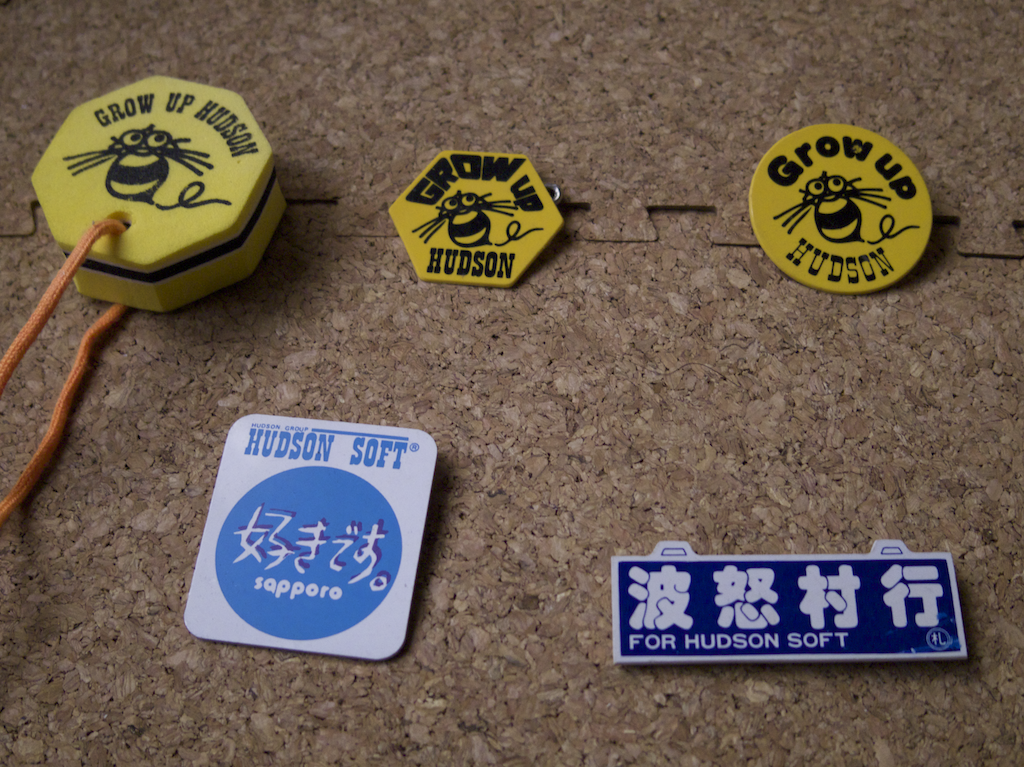 GROW UP HUDSON
GROW UP
HUDSON
Grow up
HUDSON
HUDSON GROUP
HUDSON SOFT®
好きです。
sapporo
波怒村行
FOR HUDSON SOFT
札